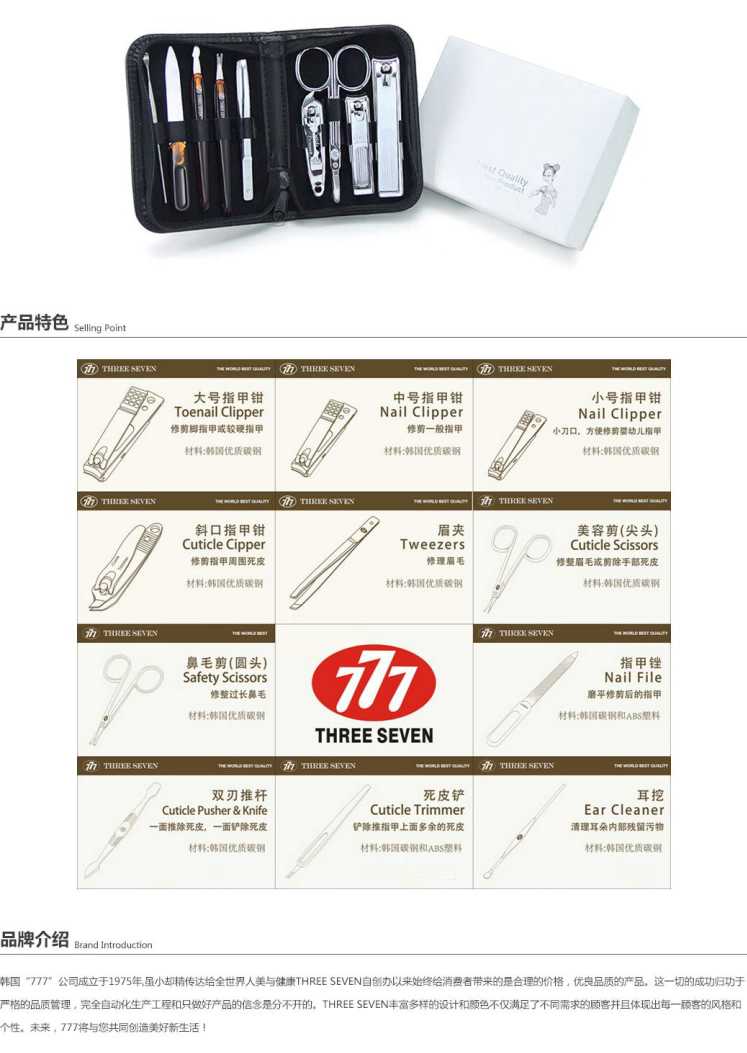 Best Quality
Product
产品特色 Selling Point
777 THREE SEVEN THE WORLD BEST QUALITY
大号指甲钳
Toenail Clipper
修剪脚指甲或较硬指甲
材料:韩国优质碳钢
777 THREE SEVEN THE WORLD BEST QUALITY
中号指甲钳
Nail Clipper
修剪一般指甲
材料:韩国优质碳钢
777 THREE SEVEN THE WORLD BEST QUALITY
小号指甲钳
Nail Clipper
小刀口，方便修剪婴幼儿指甲
材料:韩国优质碳钢
777 THREE SEVEN THE WORLD BEST QUALITY
斜口指甲钳
Cuticle Cipper
修剪指甲周围死皮
材料:韩国优质碳钢
777 THREE SEVEN THE WORLD BEST QUALITY
眉夹
Tweezers
修理眉毛
材料:韩国优质碳钢
777 THREE SEVEN THE WORLD BEST QUALITY
美容剪(尖头)
Cuticle Scissors
修整眉毛或剪除手部死皮
材料:韩国优质碳钢
777 THREE SEVEN THE WORLD BEST
鼻毛剪(圆头)
Safety Scissors
修整过长鼻毛
材料:韩国优质碳钢
777
THREE SEVEN
777 THREE SEVEN THE WORLD BEST QUALITY
指甲锉
Nail File
磨平修剪后的指甲
材料:韩国碳钢和ABS塑料
777 THREE SEVEN THE WORLD BEST QUALITY
双刃推杆
Cuticle Pusher & Knife
一面推除死皮，一面铲除死皮
材料:韩国优质碳钢
777 THREE SEVEN THE WORLD BEST QUALITY
死皮铲
Cuticle Trimmer
铲除推指甲上面多余的死皮
材料:韩国碳钢和ABS塑料
777 THREE SEVEN THE WORLD BEST QUALITY
耳挖
Ear Cleaner
清理耳朵内部残留污物
材料:韩国优质碳钢
品牌介绍 Brand Introduction
韩国“777”公司成立于1975年,虽小却精传达给全世界人美与健康THREE SEVEN自创办以来始终给消费者带来的是合理的价格，优良品质的产品。这一切的成功归功于
严格的品质管理，完全自动化生产工程和只做好产品的信念是分不开的。THREE SEVEN丰富多样的设计和颜色不仅满足了不同需求的顾客并且体现出每一顾客的风格和
个性。未来，777将与您共同创造美好新生活！